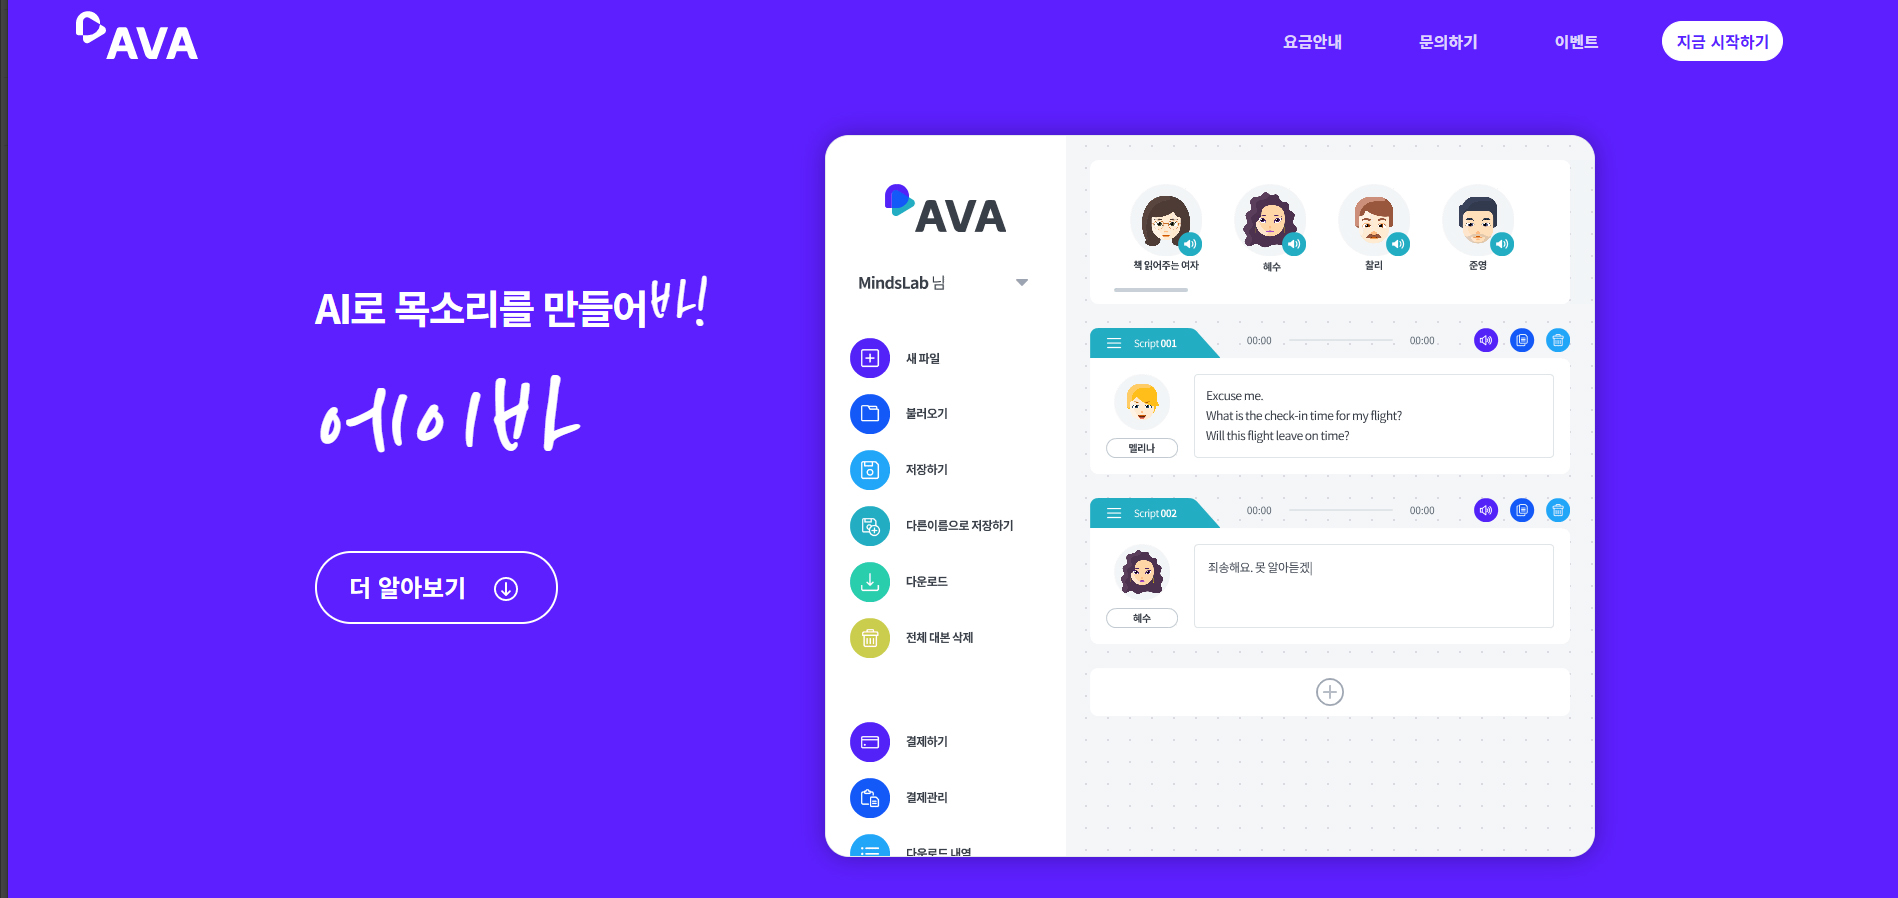 AVA
요금안내
문의하기
이벤트
지금 시작하기
AI로 목소리를 만들어바!
에이바
더 알아보기
AVA
MindsLab 님
새 파일
불러오기
저장하기
다른이름으로 저장하기
다운로드
전체 대본 삭제
결제하기
결제관리
다운로드 내역
책 읽어주는 여자
혜수
찰리
준영
Script 001
00:00
00:00
멜리나
Excuse me.
What is the check-in time for my flight?
Will this flight leave on time?
Script 002
00:00
00:00
혜수
죄송해요. 못 알아듣겠